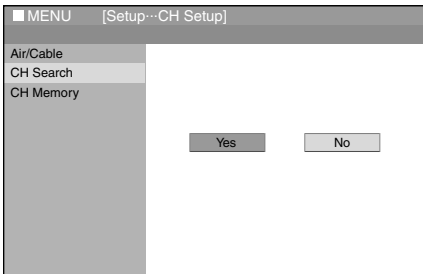 ■ MENU [Setup···CH Setup]
Air/Cable
CH Search
CH Memory
Yes No